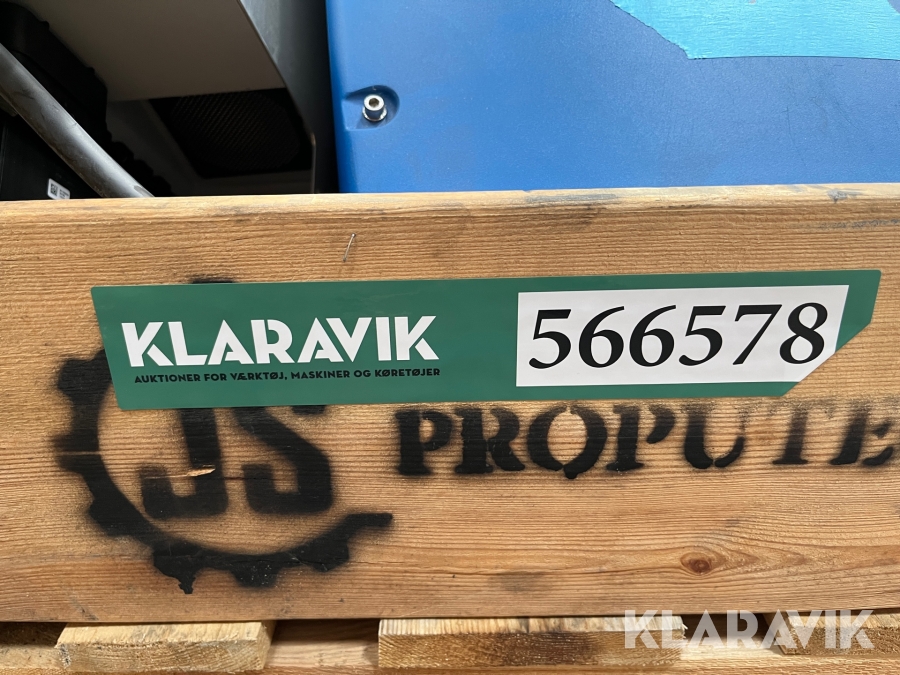 KLARAVIK
566578
AUKTIONER FOR VÆRKTØJ, MASKINER OG KØRETØJER
JS
PROPUTE
KLARAVIK